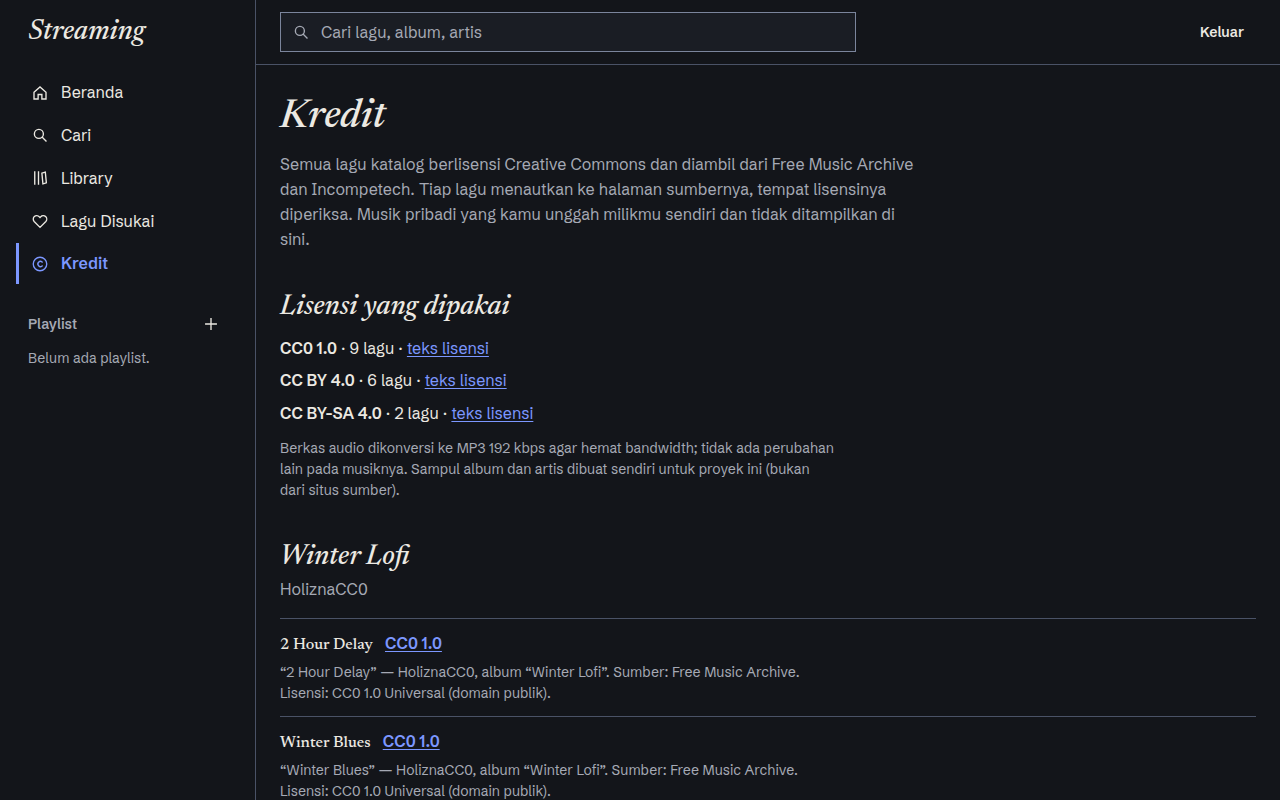 Streaming
Cari lagu, album, artis
Keluar
Beranda
Cari
Library
Lagu Disukai
Kredit
Playlist
Belum ada playlist.
Kredit
Semua lagu katalog berlisensi Creative Commons dan diambil dari Free Music Archive
dan Incompetech. Tiap lagu menautkan ke halaman sumbernya, tempat lisensinya
diperiksa. Musik pribadi yang kamu unggah milikmu sendiri dan tidak ditampilkan di
sini.
Lisensi yang dipakai
CC0 1.0 · 9 lagu · teks lisensi
CC BY 4.0 · 6 lagu · teks lisensi
CC BY-SA 4.0 · 2 lagu · teks lisensi
Berkas audio dikonversi ke MP3 192 kbps agar hemat bandwidth; tidak ada perubahan
lain pada musiknya. Sampul album dan artis dibuat sendiri untuk proyek ini (bukan
dari situs sumber).
Winter Lofi
HoliznaCC0
2 Hour Delay CC0 1.0
“2 Hour Delay” — HoliznaCC0, album “Winter Lofi”. Sumber: Free Music Archive.
Lisensi: CC0 1.0 Universal (domain publik).
Winter Blues CC0 1.0
“Winter Blues” — HoliznaCC0, album “Winter Lofi”. Sumber: Free Music Archive.
Lisensi: CC0 1.0 Universal (domain publik).